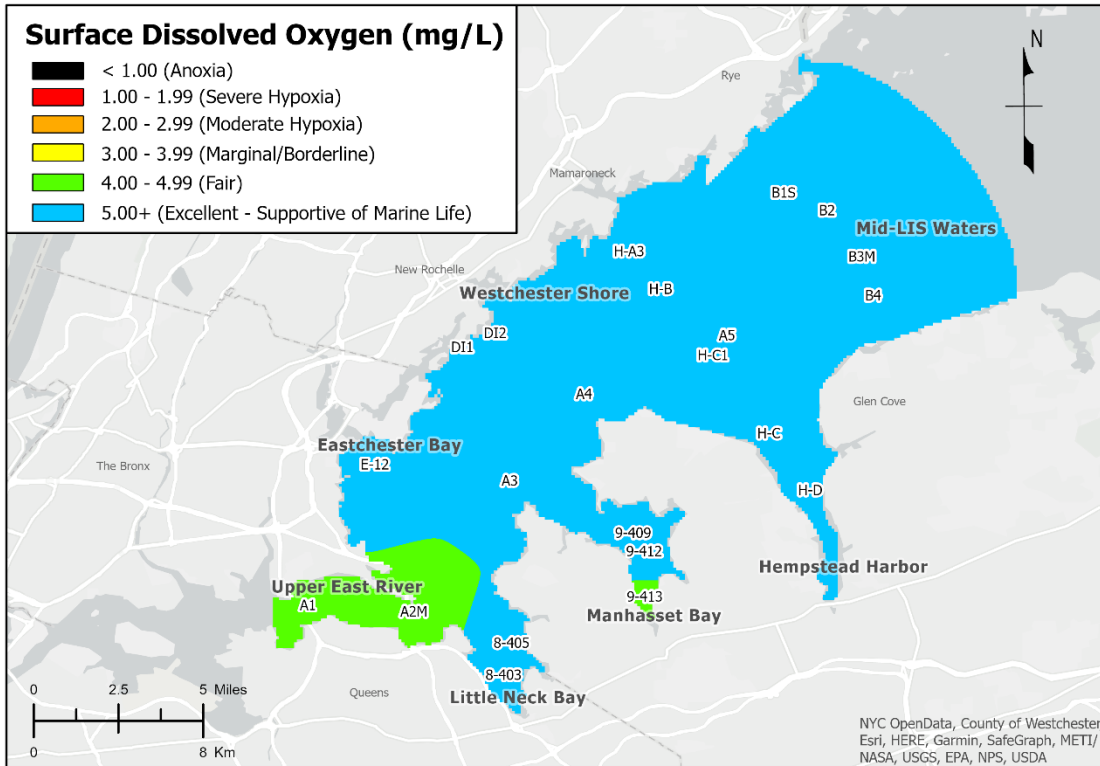 Surface Dissolved Oxygen (mg/L)
< 1.00 (Anoxia)
1.00 - 1.99 (Severe Hypoxia)
2.00 - 2.99 (Moderate Hypoxia)
3.00 - 3.99 (Marginal/Borderline)
4.00 - 4.99 (Fair)
5.00+ (Excellent - Supportive of Marine Life)
N
Rye
Mamaroneck
B1S
B2
Mid-LIS Waters
H-A3
B3M
New Rochelle
Westchester Shore
H-B
B4
DI2
DI1
A5
H-C1
A4
Glen Cove
H-C
Eastchester Bay
E-12
The Bronx
A3
H-D
9-409
9-412
Hempstead Harbor
Upper East River
9-413
A1
A2M
Manhasset Bay
8-405
8-403
Queens
Little Neck Bay
0 2.5 5 Miles
0 8 Km
NYC OpenData, County of Westchester,
Esri, HERE, Garmin, SafeGraph, METI/
NASA, USGS, EPA, NPS, USDA